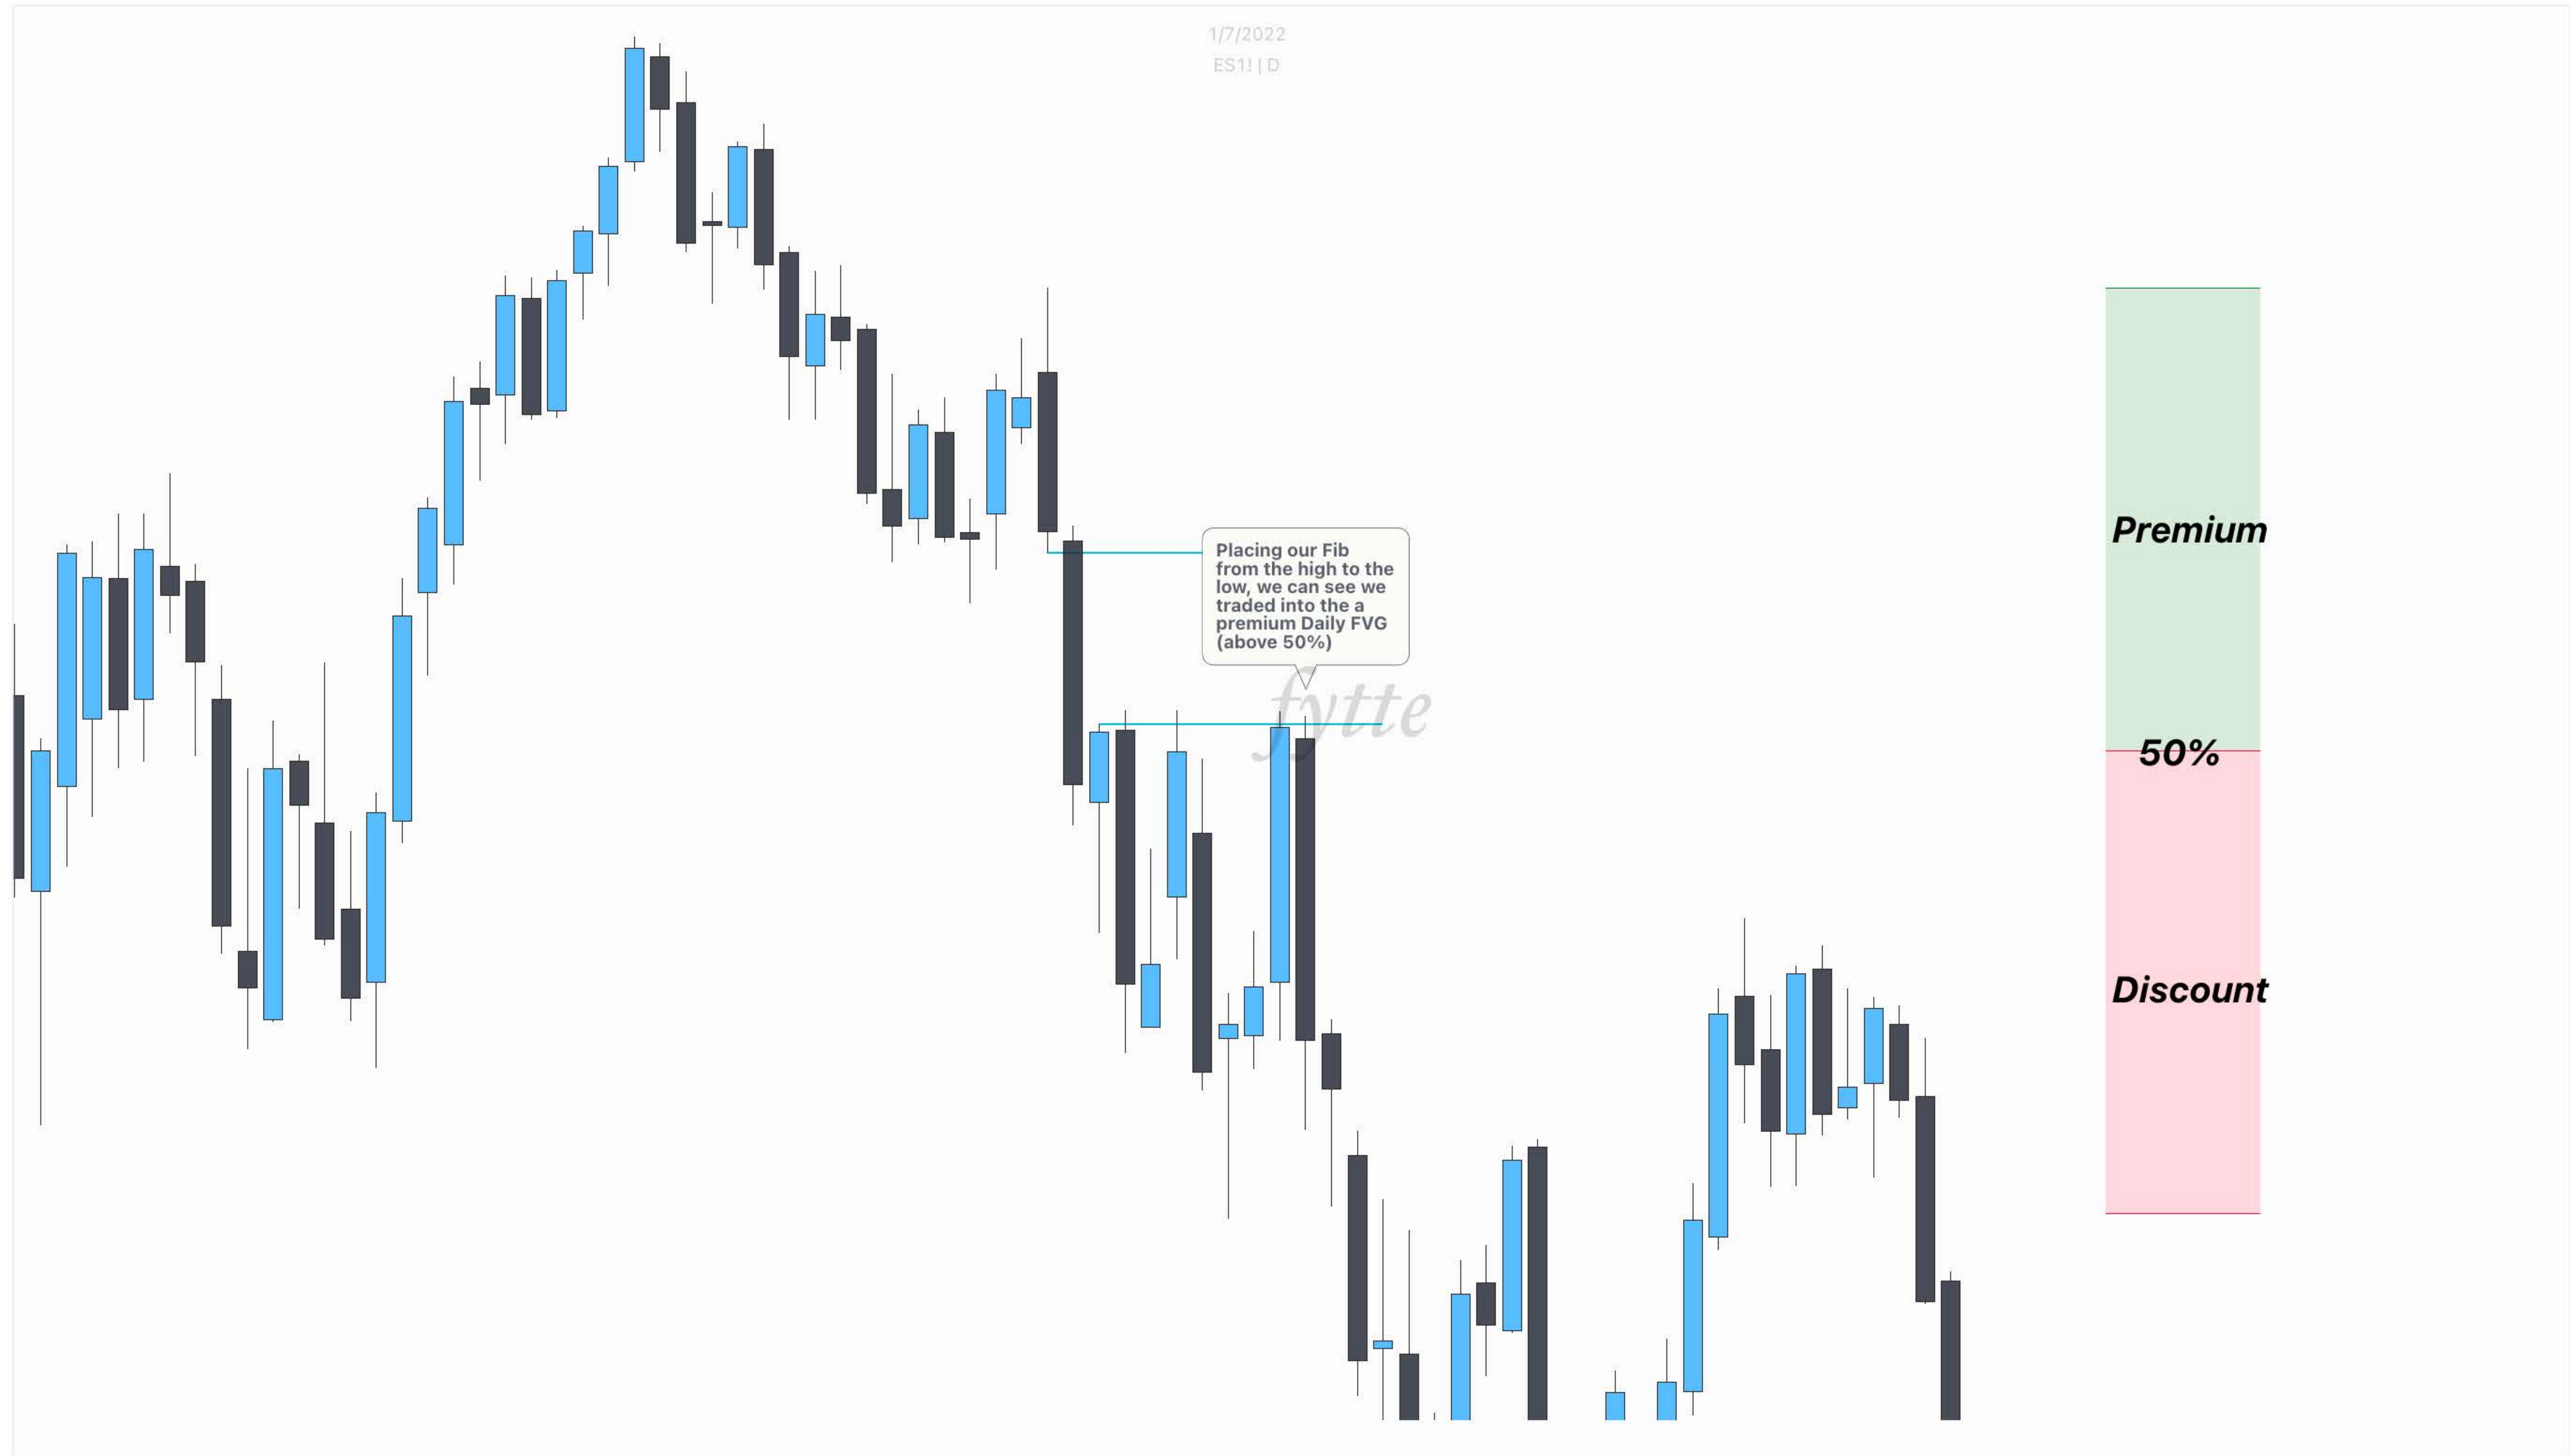 1/7/2022
ES1! | D
Placing our Fib
from the high to the
low, we can see we
traded into the a
premium Daily FVG
(above 50%)
fytte
Premium
50%
Discount